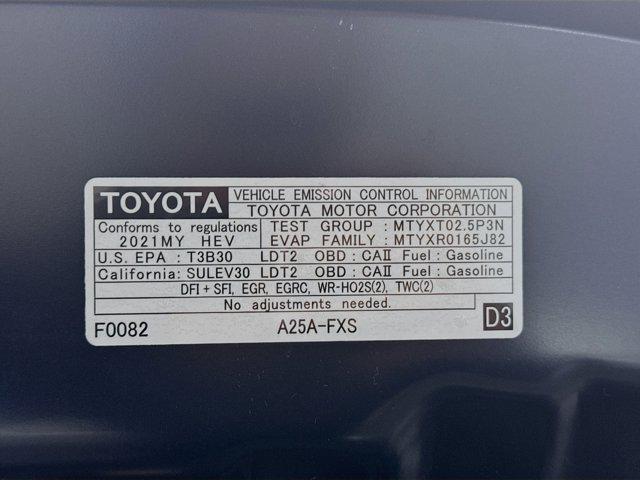 TOYOTA VEHICLE EMISSION CONTROL INFORMATION
TOYOTA MOTOR CORPORATION
Conforms to regulations TEST GROUP : MTYXT02.5P3N
2021MY HEV EVAP FAMILY : MTYXR0165J82
U.S. EPA : T3B30 LDT2 OBD : CAII Fuel : Gasoline
California: SULEV30 LDT2 OBD : CAII Fuel : Gasoline
DFI + SFI, EGR, EGRC, WR-HO2S(2), TWC(2)
No adjustments needed.
F0082 A25A-FXS D3